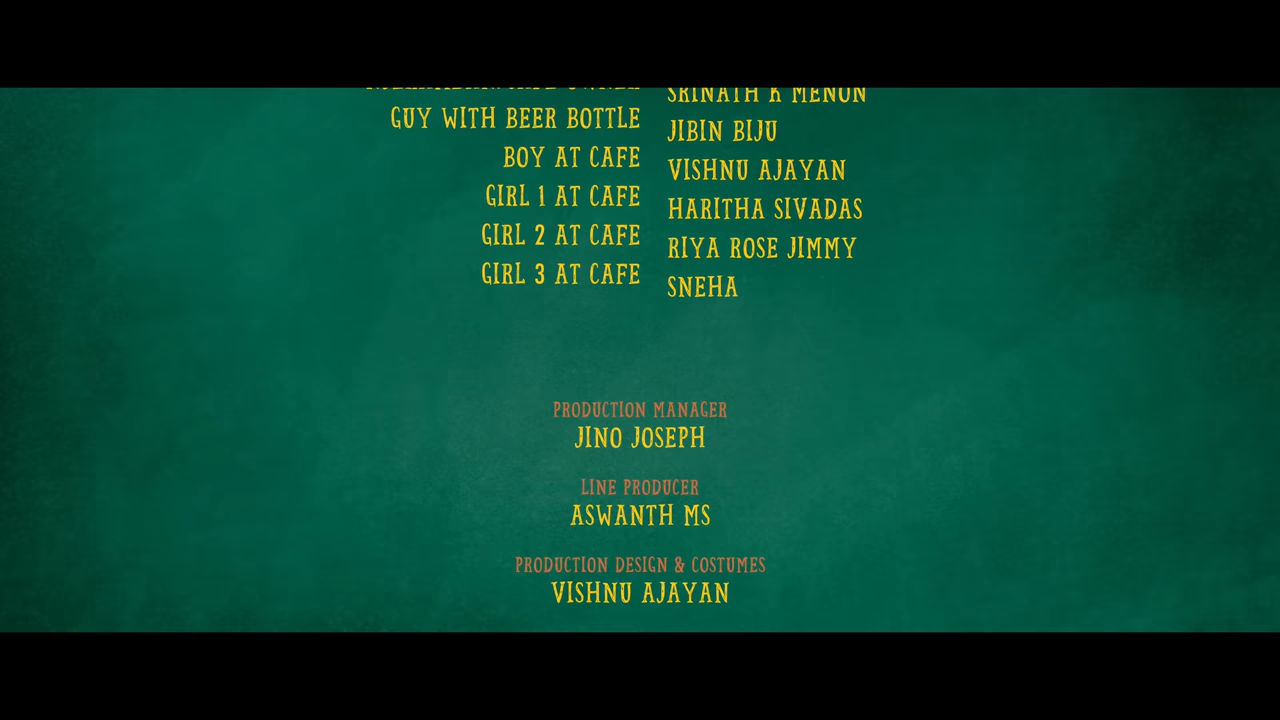 SRINATH K MENON
GUY WITH BEER BOTTLE JIBIN BIJU
BOY AT CAFE VISHNU AJAYAN
GIRL 1 AT CAFE HARITHA SIVADAS
GIRL 2 AT CAFE RIYA ROSE JIMMY
GIRL 3 AT CAFE SNEHA
PRODUCTION MANAGER
JINO JOSEPH
LINE PRODUCER
ASWANTH MS
PRODUCTION DESIGN & COSTUMES
VISHNU AJAYAN